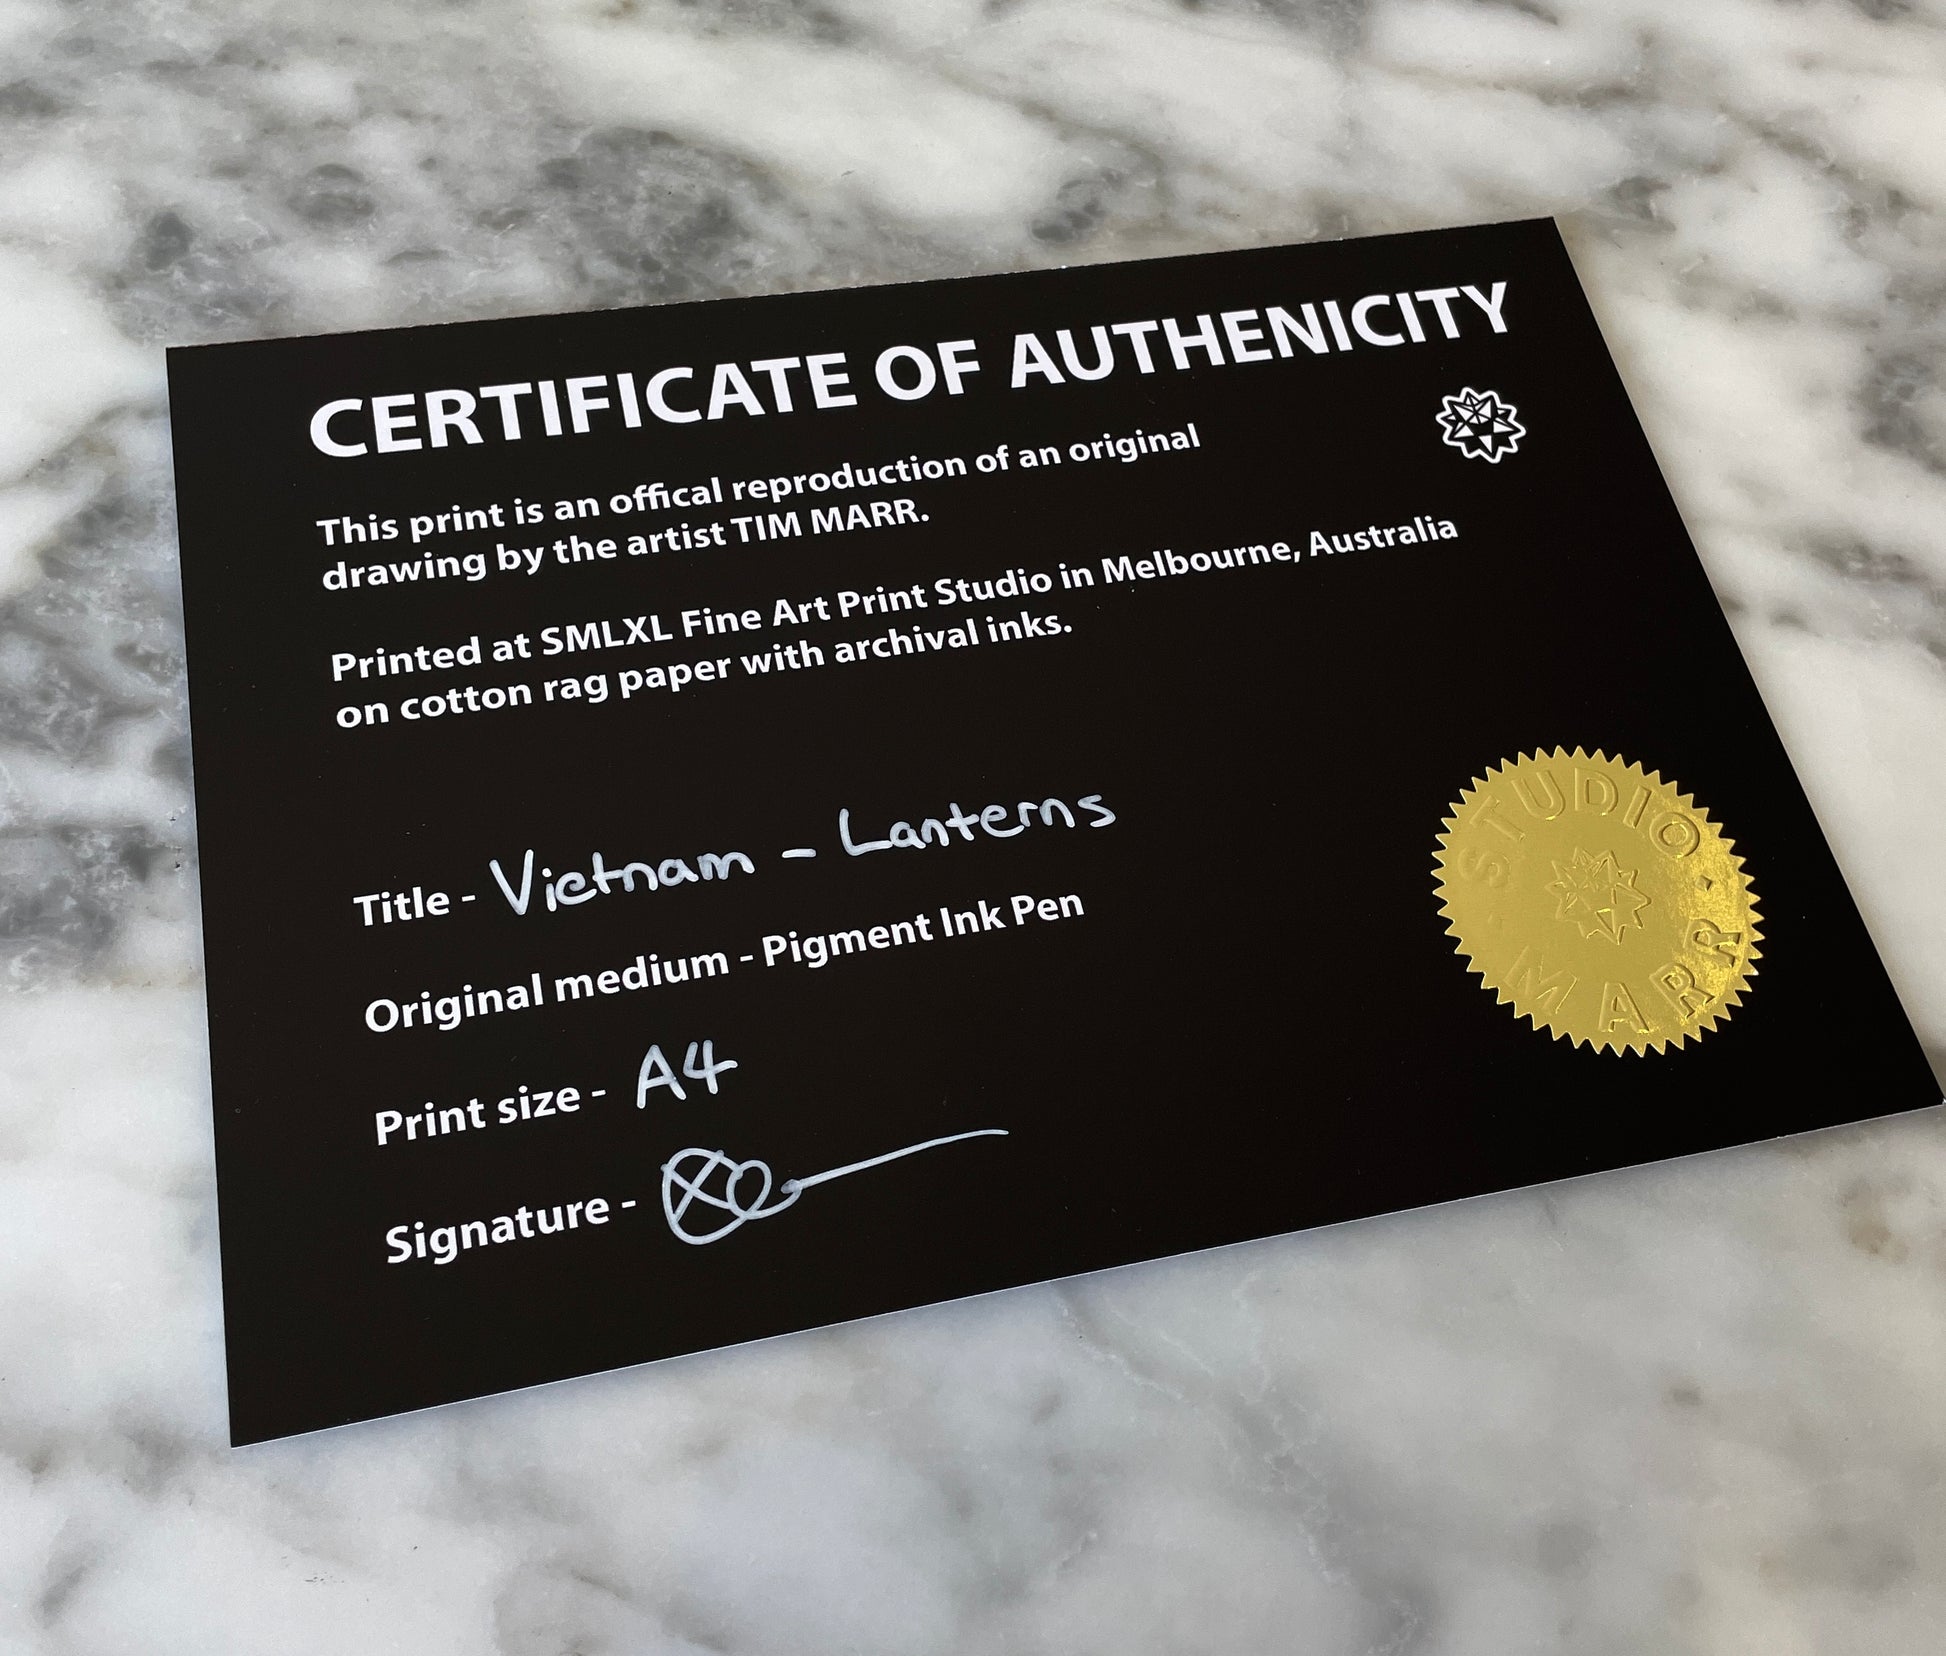 CERTIFICATE OF AUTHENICITY
This print is an offical reproduction of an original
drawing by the artist TIM MARR.
Printed at SMLXL Fine Art Print Studio in Melbourne, Australia
on cotton rag paper with archival inks.
Title - Vietnam - Lanterns
Original medium - Pigment Ink Pen
Print size - A4
Signature -
STUDIO
MARR